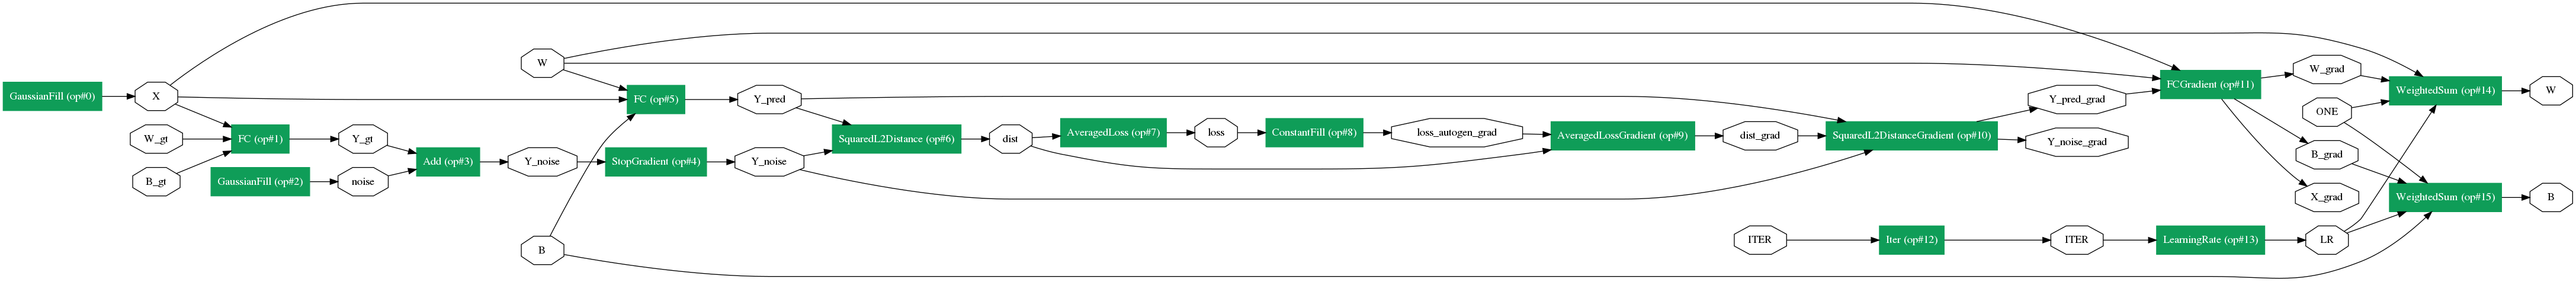 GaussianFill (op#0)
X
W_gt
B_gt
FC (op#1)
GaussianFill (op#2)
Y_gt
noise
Add (op#3)
Y_noise
W
B
StopGradient (op#4)
FC (op#5)
Y_pred
Y_noise
SquaredL2Distance (op#6)
dist
AveragedLoss (op#7)
loss
ConstantFill (op#8)
loss_autogen_grad
AveragedLossGradient (op#9)
dist_grad
SquaredL2DistanceGradient (op#10)
Y_pred_grad
Y_noise_grad
ITER
Iter (op#12)
ITER
FCGradient (op#11)
LearningRate (op#13)
W_grad
ONE
B_grad
X_grad
LR
WeightedSum (op#14)
WeightedSum (op#15)
W
B